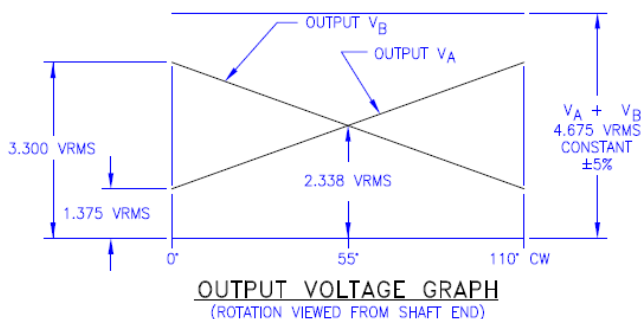 OUTPUT VB
OUTPUT VA
VA + VB
4.675 VRMS
CONSTANT
±5%
3.300 VRMS
2.338 VRMS
1.375 VRMS
0°
55°
110° CW
OUTPUT VOLTAGE GRAPH
(ROTATION VIEWED FROM SHAFT END)